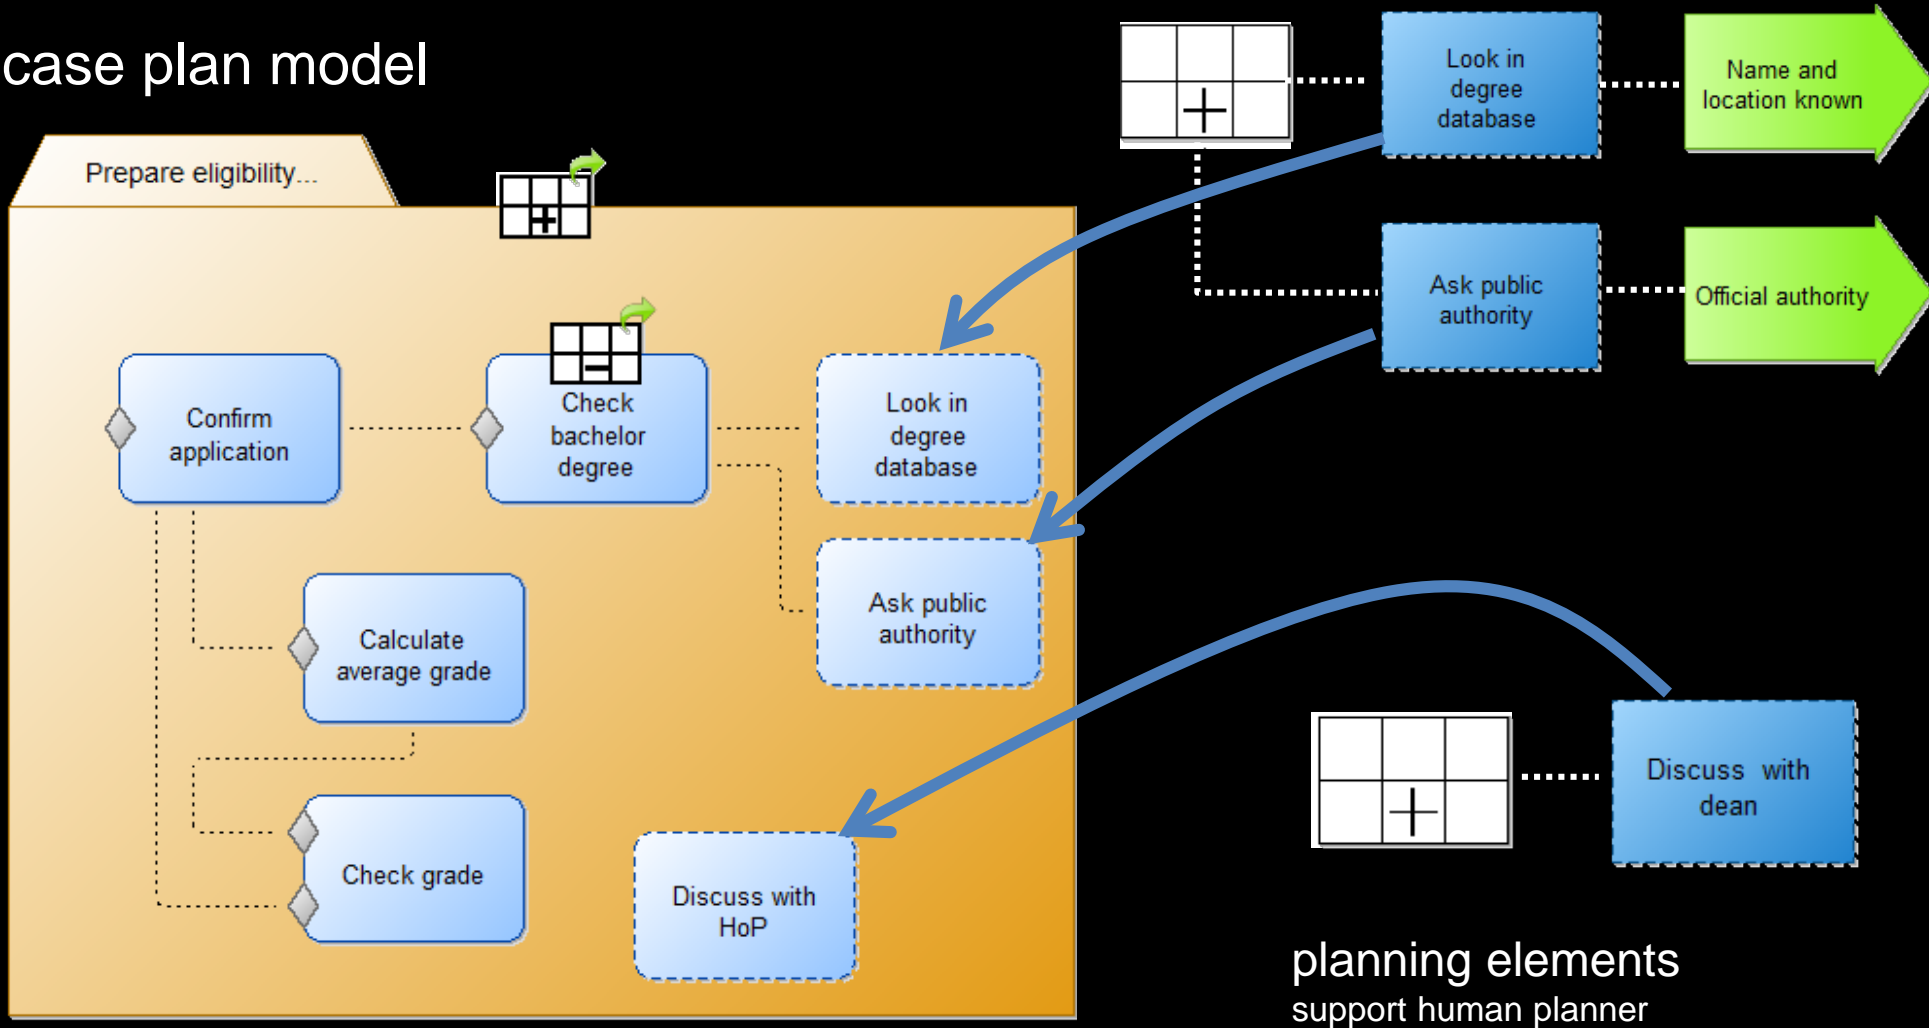 case plan model
Prepare eligibility...
Confirm
application
Check
bachelor
degree
Look in
degree
database
Ask public
authority
Calculate
average grade
Check grade
Discuss with
HoP
Look in
degree
database
Name and
location known
Ask public
authority
Official authority
Discuss with
dean
planning elements
support human planner